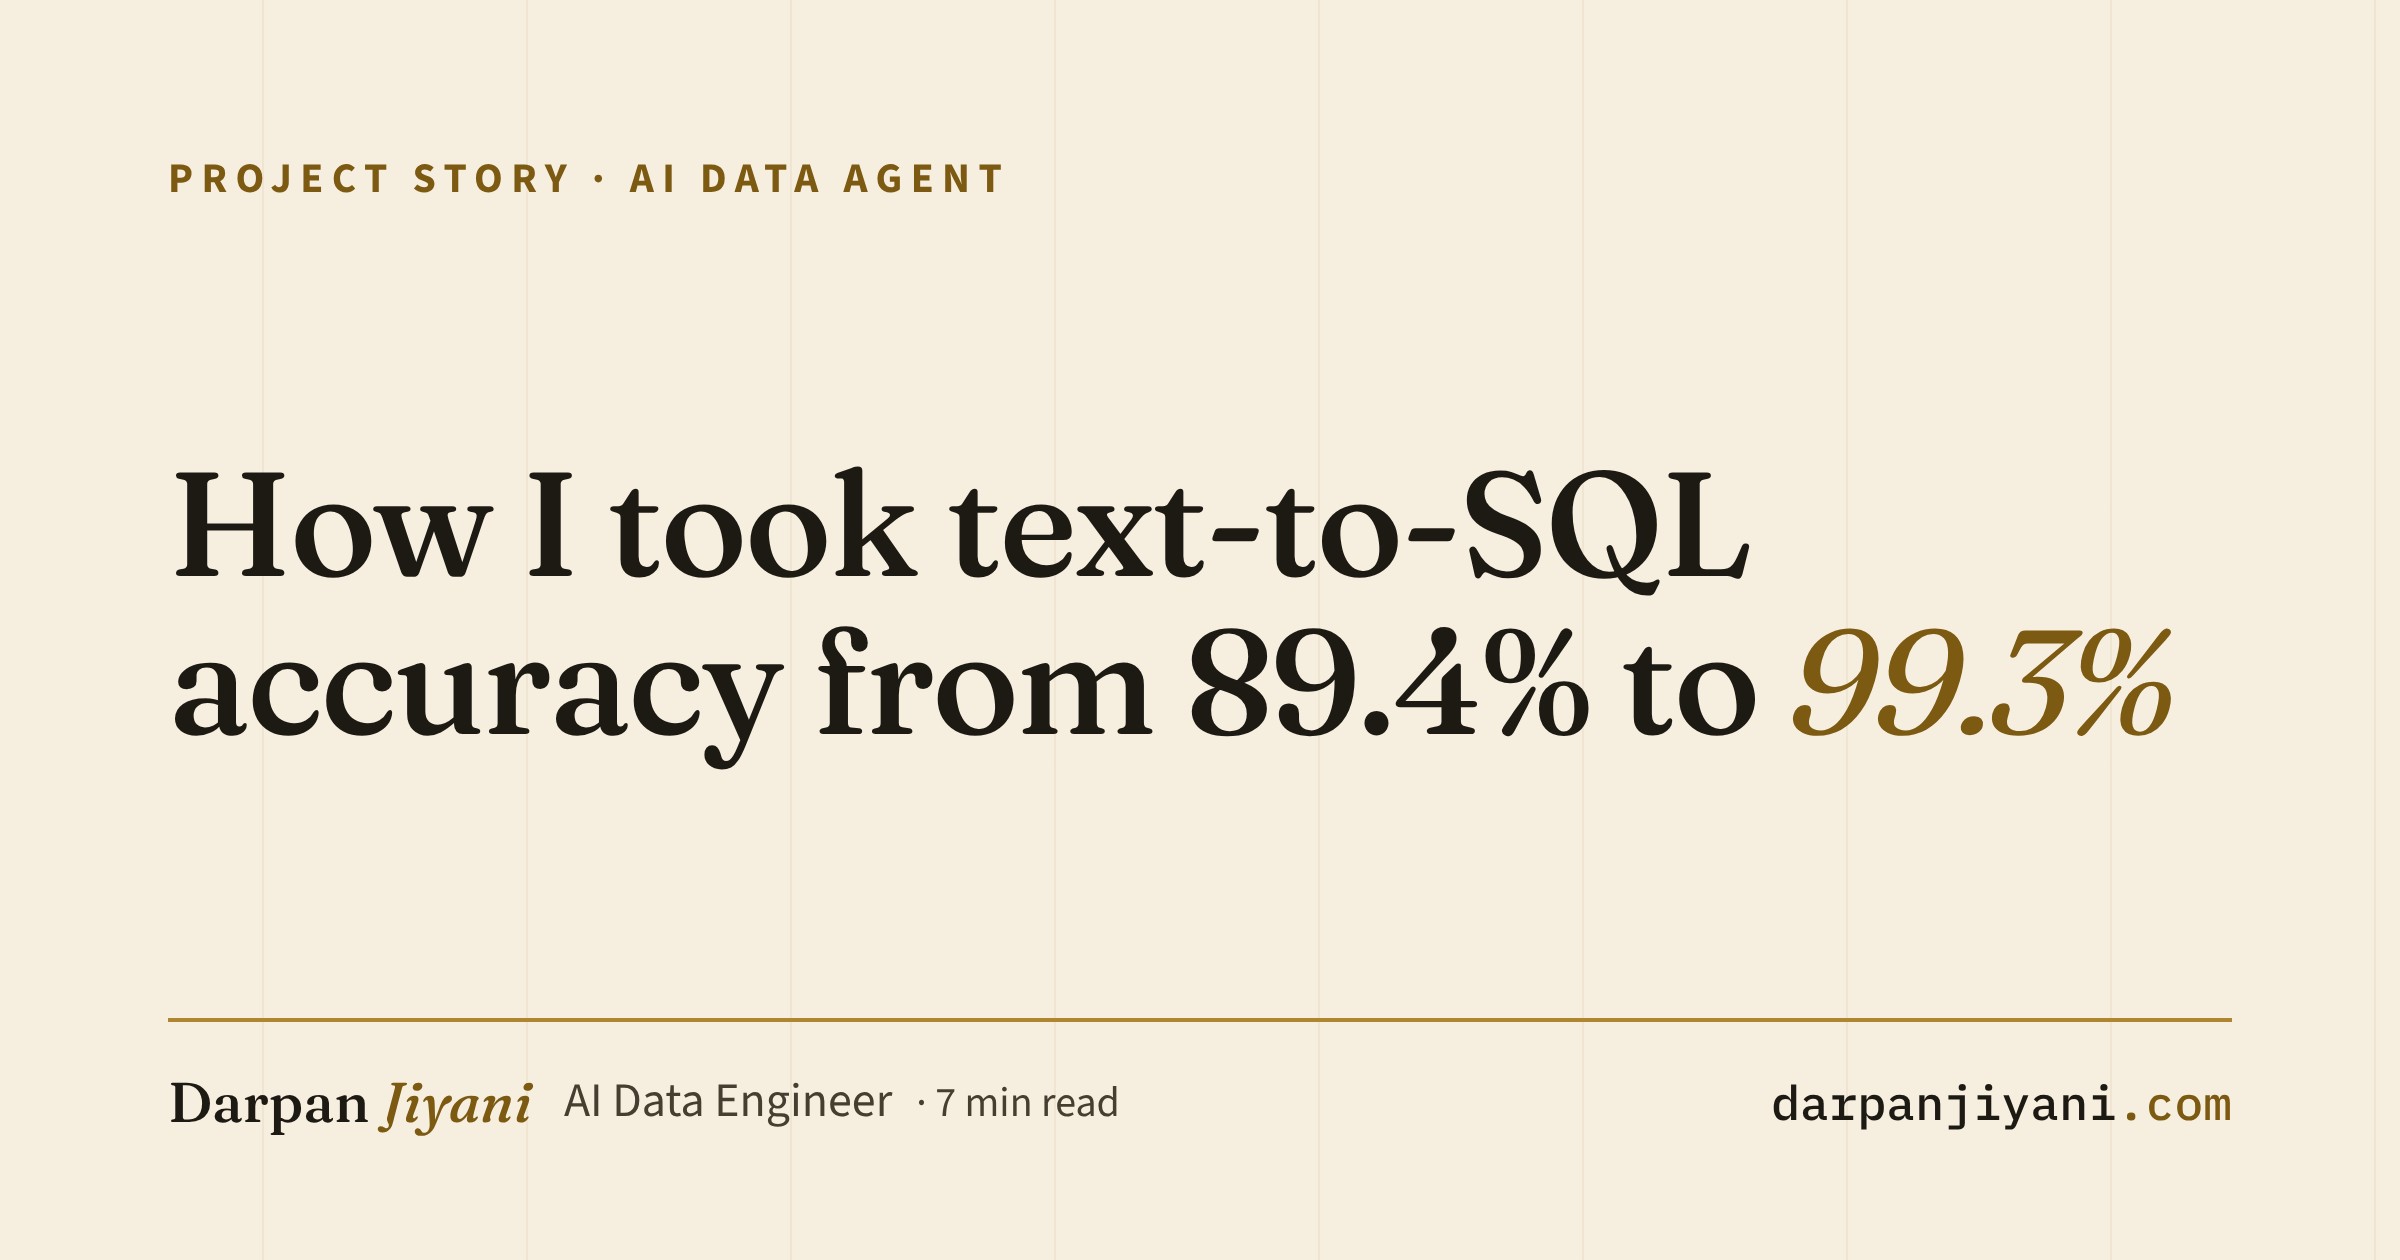 PROJECT STORY · AI DATA AGENT
How I took text-to-SQL
accuracy from 89.4% to 99.3%
Darpan Jiyani AI Data Engineer · 7 min read
darpanjiyani.com